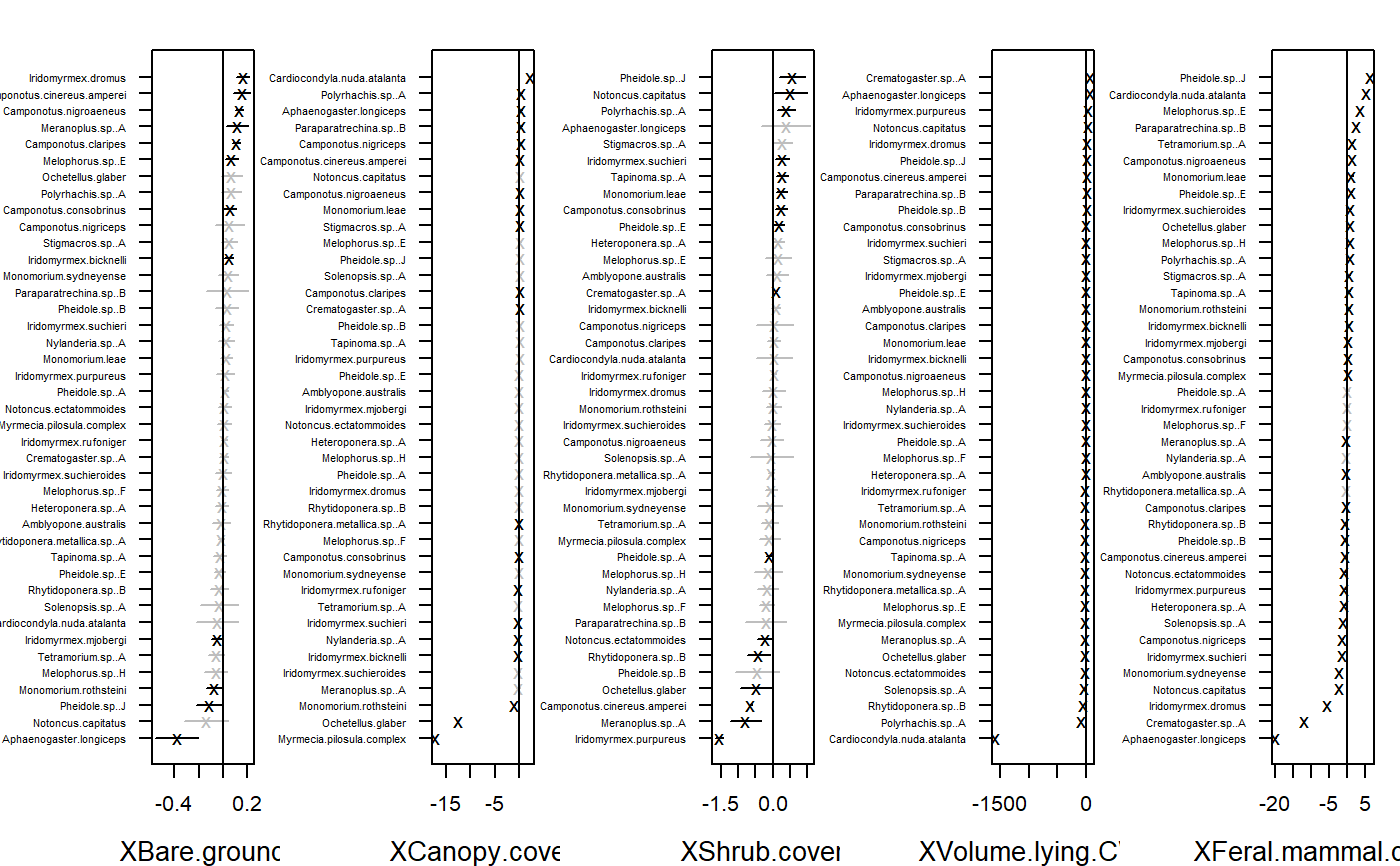 Iridomyrmex.dromus
ponotus.cinereus.amperei
Camponotus.nigroaeneus
Meranoplus.sp..A
Camponotus.claripes
Melophorus.sp..E
Ochetellus.glaber
Polyrhachis.sp..A
Camponotus.consobrinus
Camponotus.nigriceps
Stigmacros.sp..A
Iridomyrmex.bicknelli
Monomorium.sydneyense
Paraparatrechina.sp..B
Pheidole.sp..B
Iridomyrmex.suchieri
Nylanderia.sp..A
Monomorium.leae
Iridomyrmex.purpureus
Pheidole.sp..A
Notoncus.ectatommoides
Myrmecia.pilosula.complex
Iridomyrmex.rufoniger
Crematogaster.sp..A
Iridomyrmex.suchieroides
Melophorus.sp..F
Heteroponera.sp..A
Amblyopone.australis
ytidoponera.metallica.sp..A
Tapinoma.sp..A
Pheidole.sp..E
Rhytidoponera.sp..B
Solenopsis.sp..A
ardiocondyla.nuda.atalanta
Iridomyrmex.mjobergi
Tetramorium.sp..A
Melophorus.sp..H
Monomorium.rothsteini
Pheidole.sp..J
Notoncus.capitatus
Aphaenogaster.longiceps
-0.4 0.2
XBare.ground
Cardiocondyla.nuda.atalanta
Polyrhachis.sp..A
Aphaenogaster.longiceps
Paraparatrechina.sp..B
Camponotus.nigriceps
Camponotus.cinereus.amperei
Notoncus.capitatus
Camponotus.nigroaeneus
Monomorium.leae
Stigmacros.sp..A
Melophorus.sp..E
Pheidole.sp..J
Solenopsis.sp..A
Camponotus.claripes
Crematogaster.sp..A
Pheidole.sp..B
Tapinoma.sp..A
Iridomyrmex.purpureus
Pheidole.sp..E
Amblyopone.australis
Iridomyrmex.mjobergi
Notoncus.ectatommoides
Heteroponera.sp..A
Melophorus.sp..H
Pheidole.sp..A
Iridomyrmex.dromus
Rhytidoponera.sp..B
Rhytidoponera.metallica.sp..A
Melophorus.sp..F
Camponotus.consobrinus
Monomorium.sydneyense
Iridomyrmex.rufoniger
Tetramorium.sp..A
Iridomyrmex.suchieri
Nylanderia.sp..A
Iridomyrmex.bicknelli
Iridomyrmex.suchieroides
Meranoplus.sp..A
Monomorium.rothsteini
Ochetellus.glaber
Myrmecia.pilosula.complex
-15 -5
XCanopy.cove
Pheidole.sp..J
Notoncus.capitatus
Polyrhachis.sp..A
Aphaenogaster.longiceps
Stigmacros.sp..A
Iridomyrmex.suchieri
Tapinoma.sp..A
Monomorium.leae
Camponotus.consobrinus
Pheidole.sp..E
Heteroponera.sp..A
Melophorus.sp..E
Amblyopone.australis
Crematogaster.sp..A
Iridomyrmex.bicknelli
Camponotus.nigriceps
Camponotus.claripes
Cardiocondyla.nuda.atalanta
Iridomyrmex.rufoniger
Iridomyrmex.dromus
Monomorium.rothsteini
Iridomyrmex.suchieroides
Camponotus.nigroaeneus
Solenopsis.sp..A
Rhytidoponera.metallica.sp..A
Iridomyrmex.mjobergi
Monomorium.sydneyense
Tetramorium.sp..A
Myrmecia.pilosula.complex
Pheidole.sp..A
Melophorus.sp..H
Nylanderia.sp..A
Melophorus.sp..F
Paraparatrechina.sp..B
Notoncus.ectatommoides
Rhytidoponera.sp..B
Pheidole.sp..B
Ochetellus.glaber
Camponotus.cinereus.amperei
Meranoplus.sp..A
Iridomyrmex.purpureus
-1.5 0.0
XShrub.cover
Crematogaster.sp..A
Aphaenogaster.longiceps
Iridomyrmex.purpureus
Notoncus.capitatus
Iridomyrmex.dromus
Pheidole.sp..J
Camponotus.cinereus.amperei
Paraparatrechina.sp..B
Pheidole.sp..B
Camponotus.consobrinus
Iridomyrmex.suchieri
Stigmacros.sp..A
Iridomyrmex.mjobergi
Pheidole.sp..E
Amblyopone.australis
Camponotus.claripes
Monomorium.leae
Iridomyrmex.bicknelli
Camponotus.nigroaeneus
Melophorus.sp..H
Nylanderia.sp..A
Iridomyrmex.suchieroides
Pheidole.sp..A
Melophorus.sp..F
Heteroponera.sp..A
Iridomyrmex.rufoniger
Tetramorium.sp..A
Monomorium.rothsteini
Camponotus.nigriceps
Tapinoma.sp..A
Monomorium.sydneyense
Rhytidoponera.metallica.sp..A
Melophorus.sp..E
Myrmecia.pilosula.complex
Meranoplus.sp..A
Ochetellus.glaber
Notoncus.ectatommoides
Solenopsis.sp..A
Rhytidoponera.sp..B
Polyrhachis.sp..A
Cardiocondyla.nuda.atalanta
-1500 0
XVolume.lying.C
Pheidole.sp..J
Cardiocondyla.nuda.atalanta
Melophorus.sp..E
Paraparatrechina.sp..B
Tetramorium.sp..A
Camponotus.nigroaeneus
Monomorium.leae
Pheidole.sp..E
Iridomyrmex.suchieroides
Ochetellus.glaber
Melophorus.sp..H
Polyrhachis.sp..A
Stigmacros.sp..A
Tapinoma.sp..A
Monomorium.rothsteini
Iridomyrmex.bicknelli
Iridomyrmex.mjobergi
Camponotus.consobrinus
Myrmecia.pilosula.complex
Pheidole.sp..A
Iridomyrmex.rufoniger
Melophorus.sp..F
Meranoplus.sp..A
Nylanderia.sp..A
Amblyopone.australis
Rhytidoponera.metallica.sp..A
Camponotus.claripes
Rhytidoponera.sp..B
Pheidole.sp..B
Camponotus.cinereus.amperei
Notoncus.ectatommoides
Iridomyrmex.purpureus
Heteroponera.sp..A
Solenopsis.sp..A
Camponotus.nigriceps
Iridomyrmex.suchieri
Monomorium.sydneyense
Notoncus.capitatus
Iridomyrmex.dromus
Crematogaster.sp..A
Aphaenogaster.longiceps
-20 -5 5
XFeral.mammal.c